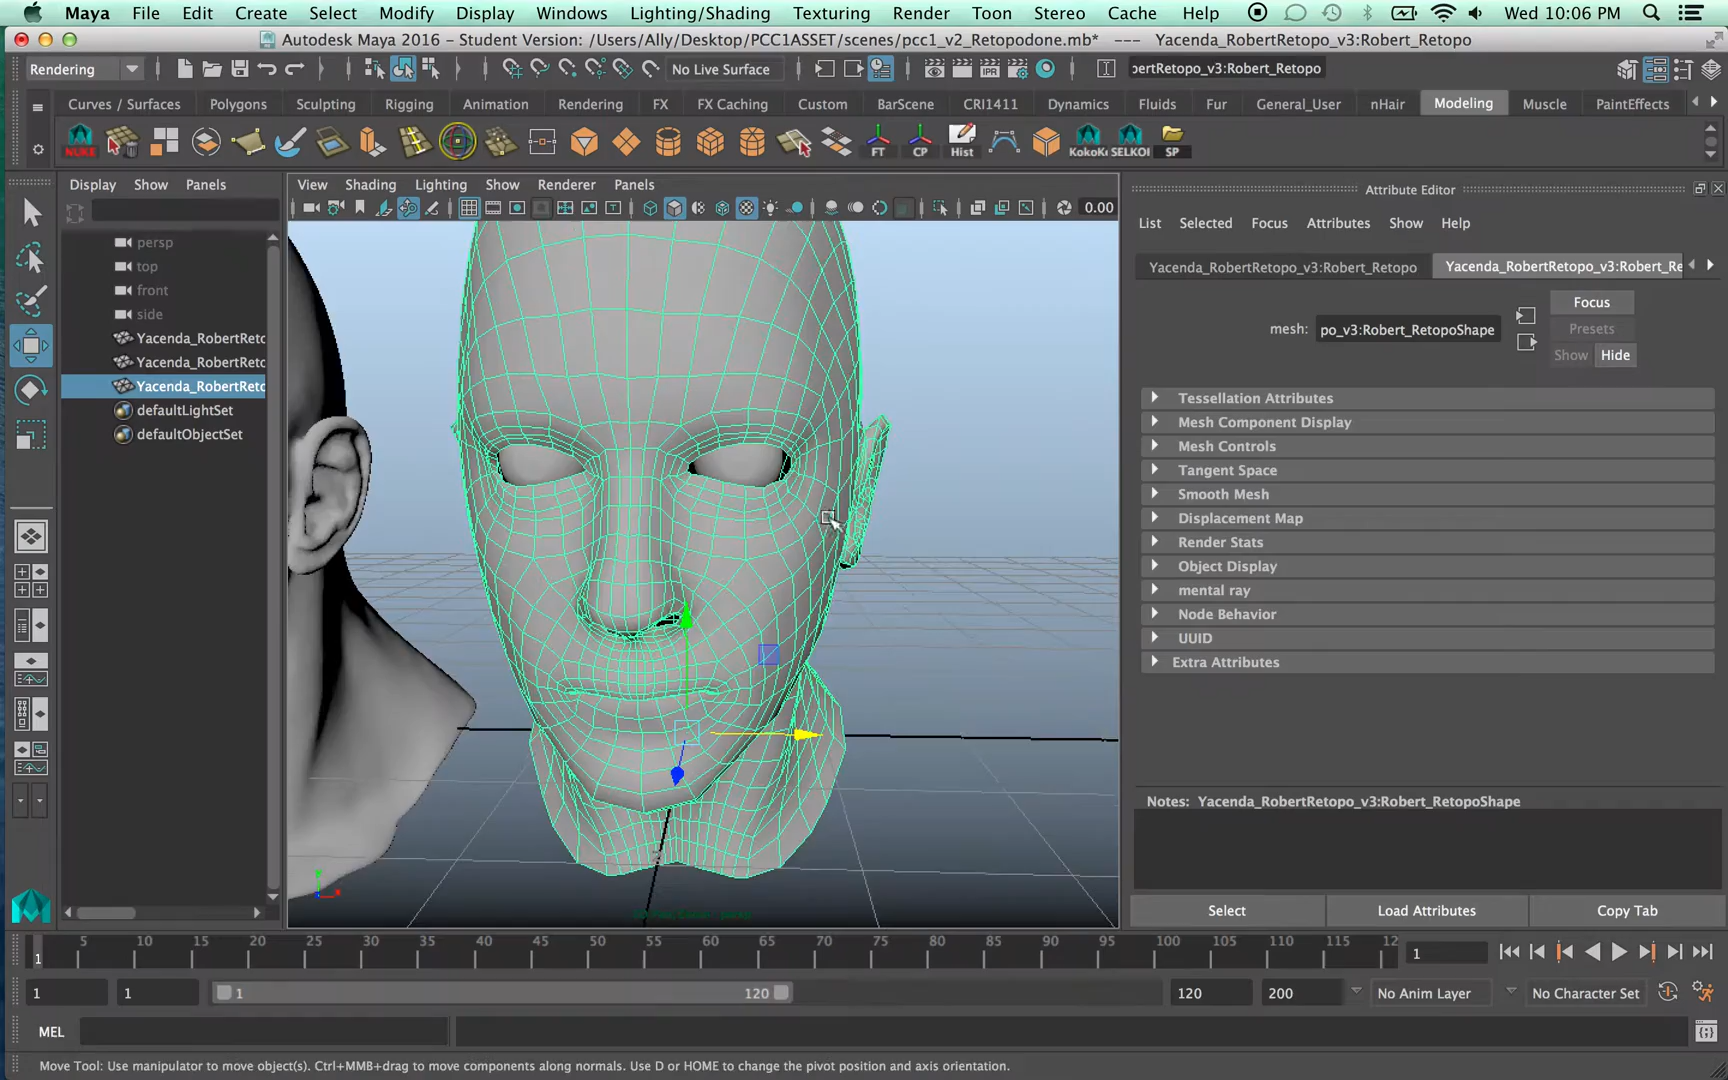 Maya File Edit Create Select Modify Display Windows Lighting/Shading Texturing Render Toon Stereo Cache Help Wed 10:06 PM
Autodesk Maya 2016 - Student Version: /Users/Ally/Desktop/PCC1ASSET/scenes/pcc1_v2_Retopodone.mb* --- Yacenda_RobertRetopo_v3:Robert_Retopo
Rendering No Live Surface IPR bertRetopo_v3:Robert_Retopo
Curves / Surfaces Polygons Sculpting Rigging Animation Rendering FX FX Caching Custom BarScene CRI1411 Dynamics Fluids Fur General_User nHair Modeling Muscle PaintEffects
NUKE FT CP Hist KokoKi SELKOI SP
Display Show Panels
View Shading Lighting Show Renderer Panels
0.00
persp
top
front
side
Yacenda_RobertReto
Yacenda_RobertReto
Yacenda_RobertReto
defaultLightSet
defaultObjectSet
Attribute Editor
List Selected Focus Attributes Show Help
Yacenda_RobertRetopo_v3:Robert_Retopo Yacenda_RobertRetopo_v3:Robert_Re
Focus
mesh: po_v3:Robert_RetopoShape
Presets
Show Hide
Tessellation Attributes
Mesh Component Display
Mesh Controls
Tangent Space
Smooth Mesh
Displacement Map
Render Stats
Object Display
mental ray
Node Behavior
UUID
Extra Attributes
Notes: Yacenda_RobertRetopo_v3:Robert_RetopoShape
Select Load Attributes Copy Tab
1 5 10 15 20 25 30 35 40 45 50 55 60 65 70 75 80 85 90 95 100 105 110 115 12 1
1 1 1 120 120 200 No Anim Layer No Character Set
MEL
Move Tool: Use manipulator to move object(s). Ctrl+MMB+drag to move components along normals. Use D or HOME to change the pivot position and axis orientation.